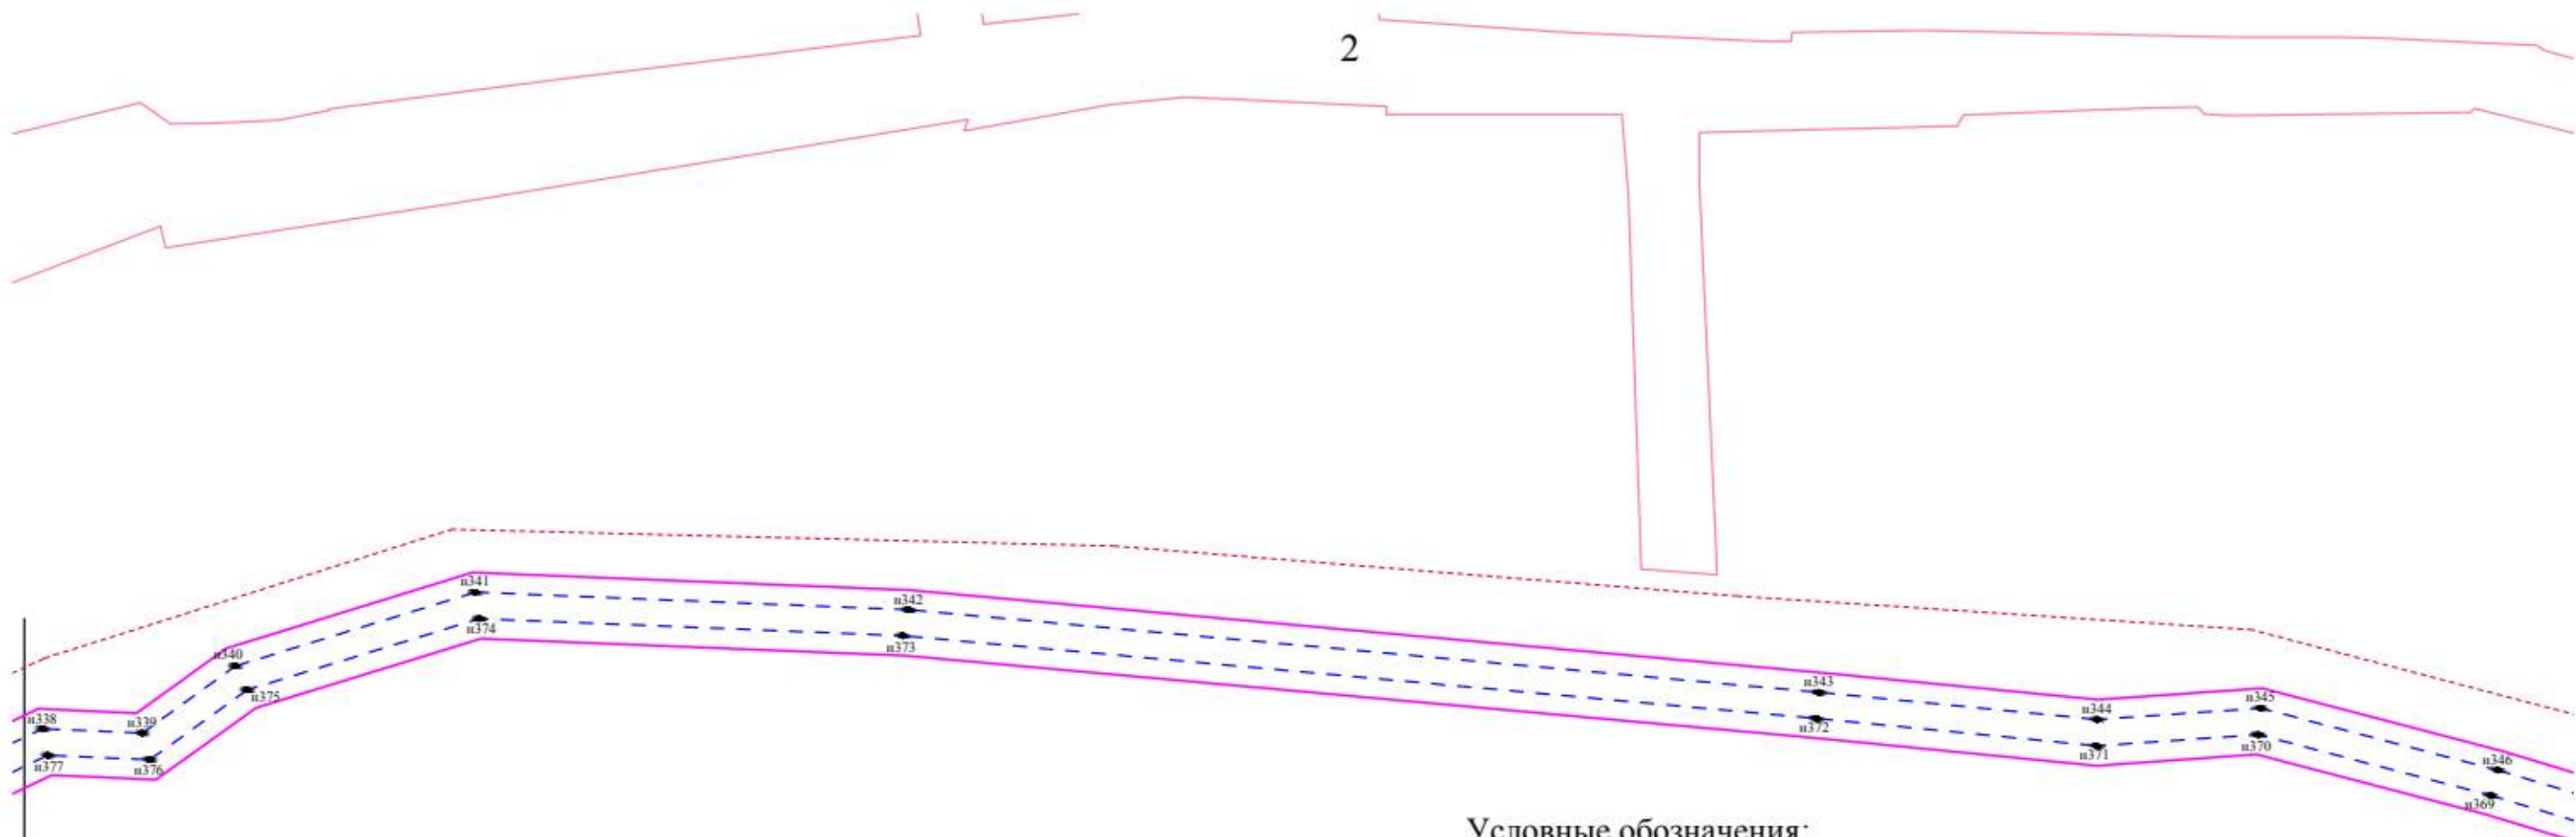 2
н341
н342
н374
н373
н340
н375
н343
н345
н344
н338
н339
н372
н370
н371
н346
н377
н376
н369
Условные обозначения: